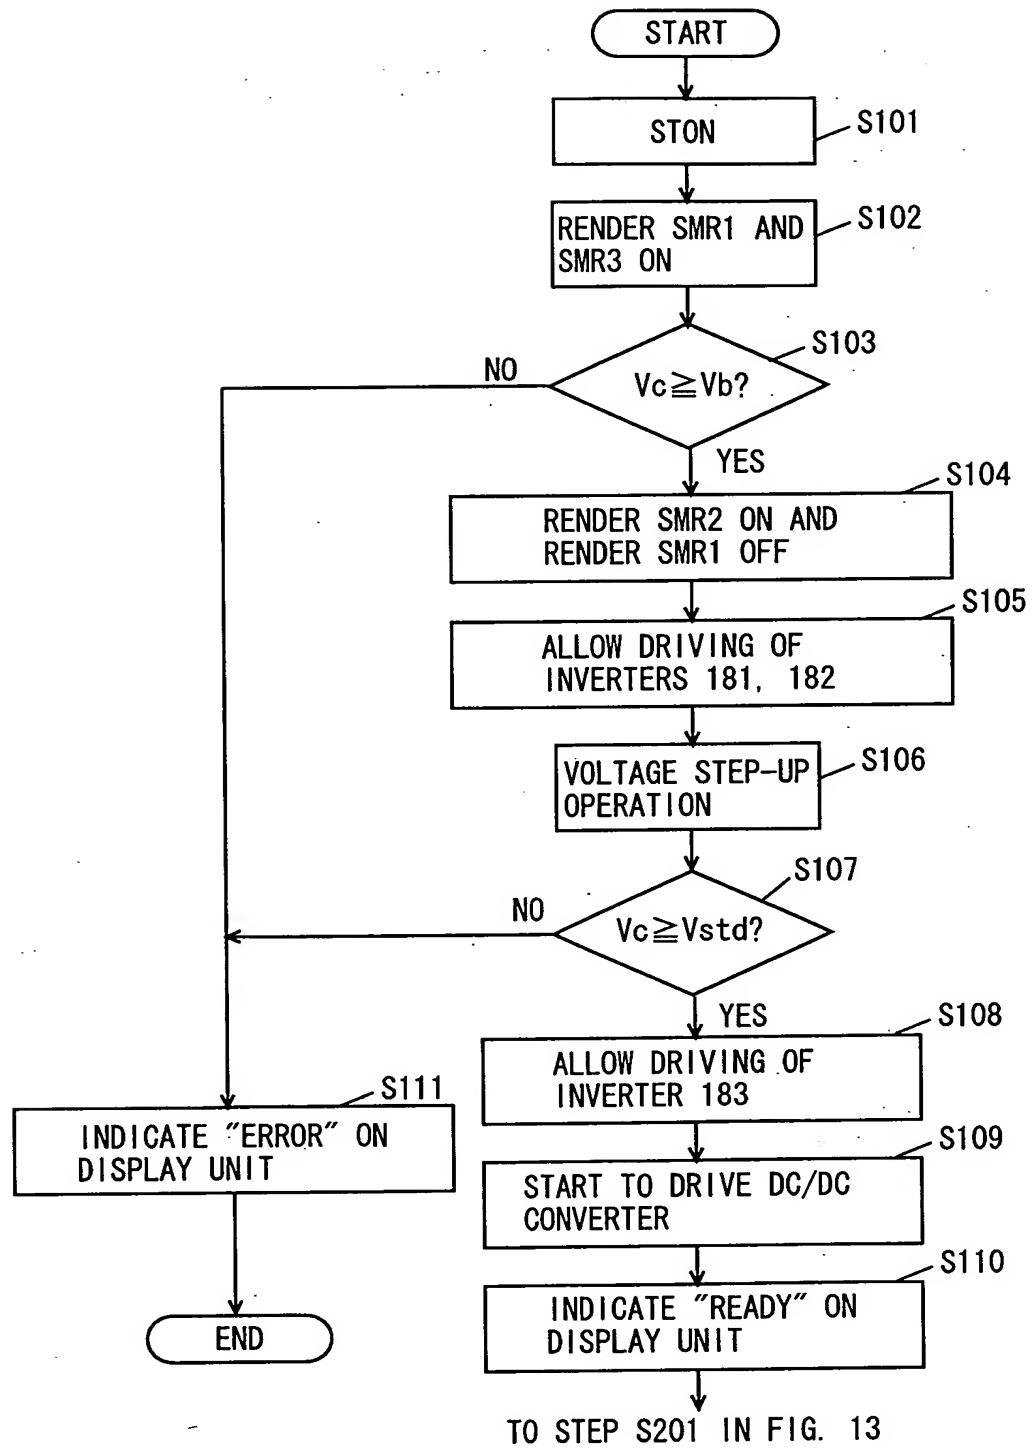 START
STON
S101
RENDER SMR1 AND
SMR3 ON
S102
Vc≧Vb?
S103
NO
YES
RENDER SMR2 ON AND
RENDER SMR1 OFF
S104
ALLOW DRIVING OF
INVERTERS 181, 182
S105
VOLTAGE STEP-UP
OPERATION
S106
Vc≧Vstd?
S107
NO
YES
ALLOW DRIVING OF
INVERTER 183
S108
START TO DRIVE DC/DC
CONVERTER
S109
INDICATE "READY" ON
DISPLAY UNIT
S110
TO STEP S201 IN FIG. 13
INDICATE "ERROR" ON
DISPLAY UNIT
S111
END